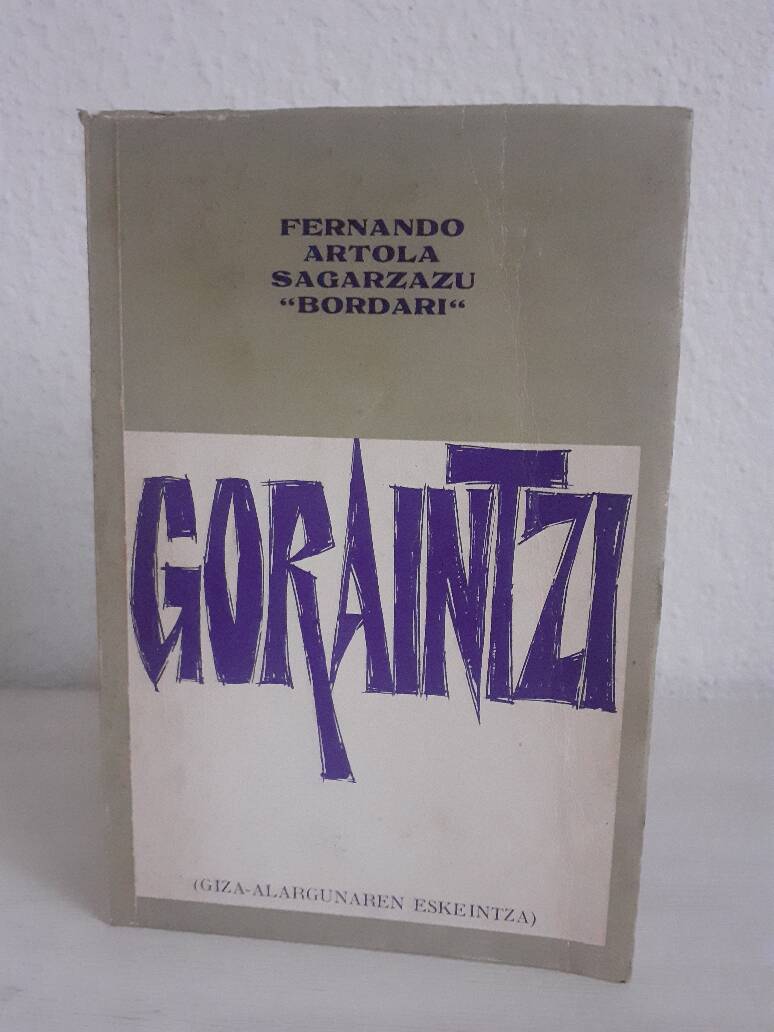 FERNANDO
ARTOLA
SAGARZAZU
“BORDARI“
GORAINTZI
(GIZA-ALARGUNAREN ESKEINTZA)